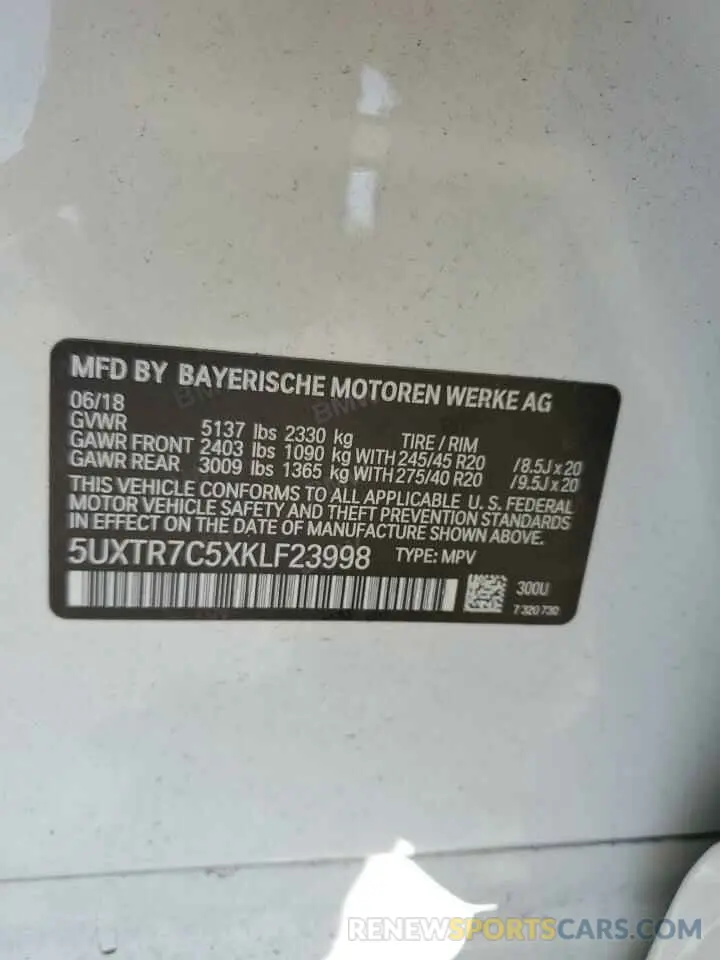 MFD BY BAYERISCHE MOTOREN WERKE AG
06/18
GVWR 5137 lbs 2330 kg TIRE / RIM
GAWR FRONT 2403 lbs 1090 kg WITH 245/45 R20 /8.5J x 20
GAWR REAR 3009 lbs 1365 kg WITH 275/40 R20 /9.5J x 20
THIS VEHICLE CONFORMS TO ALL APPLICABLE U. S. FEDERAL
MOTOR VEHICLE SAFETY AND THEFT PREVENTION STANDARDS
IN EFFECT ON THE DATE OF MANUFACTURE SHOWN ABOVE.
5UXTR7C5XKLF23998 TYPE: MPV
300U
7 320 730
RENEWSPORTSCARS.COM